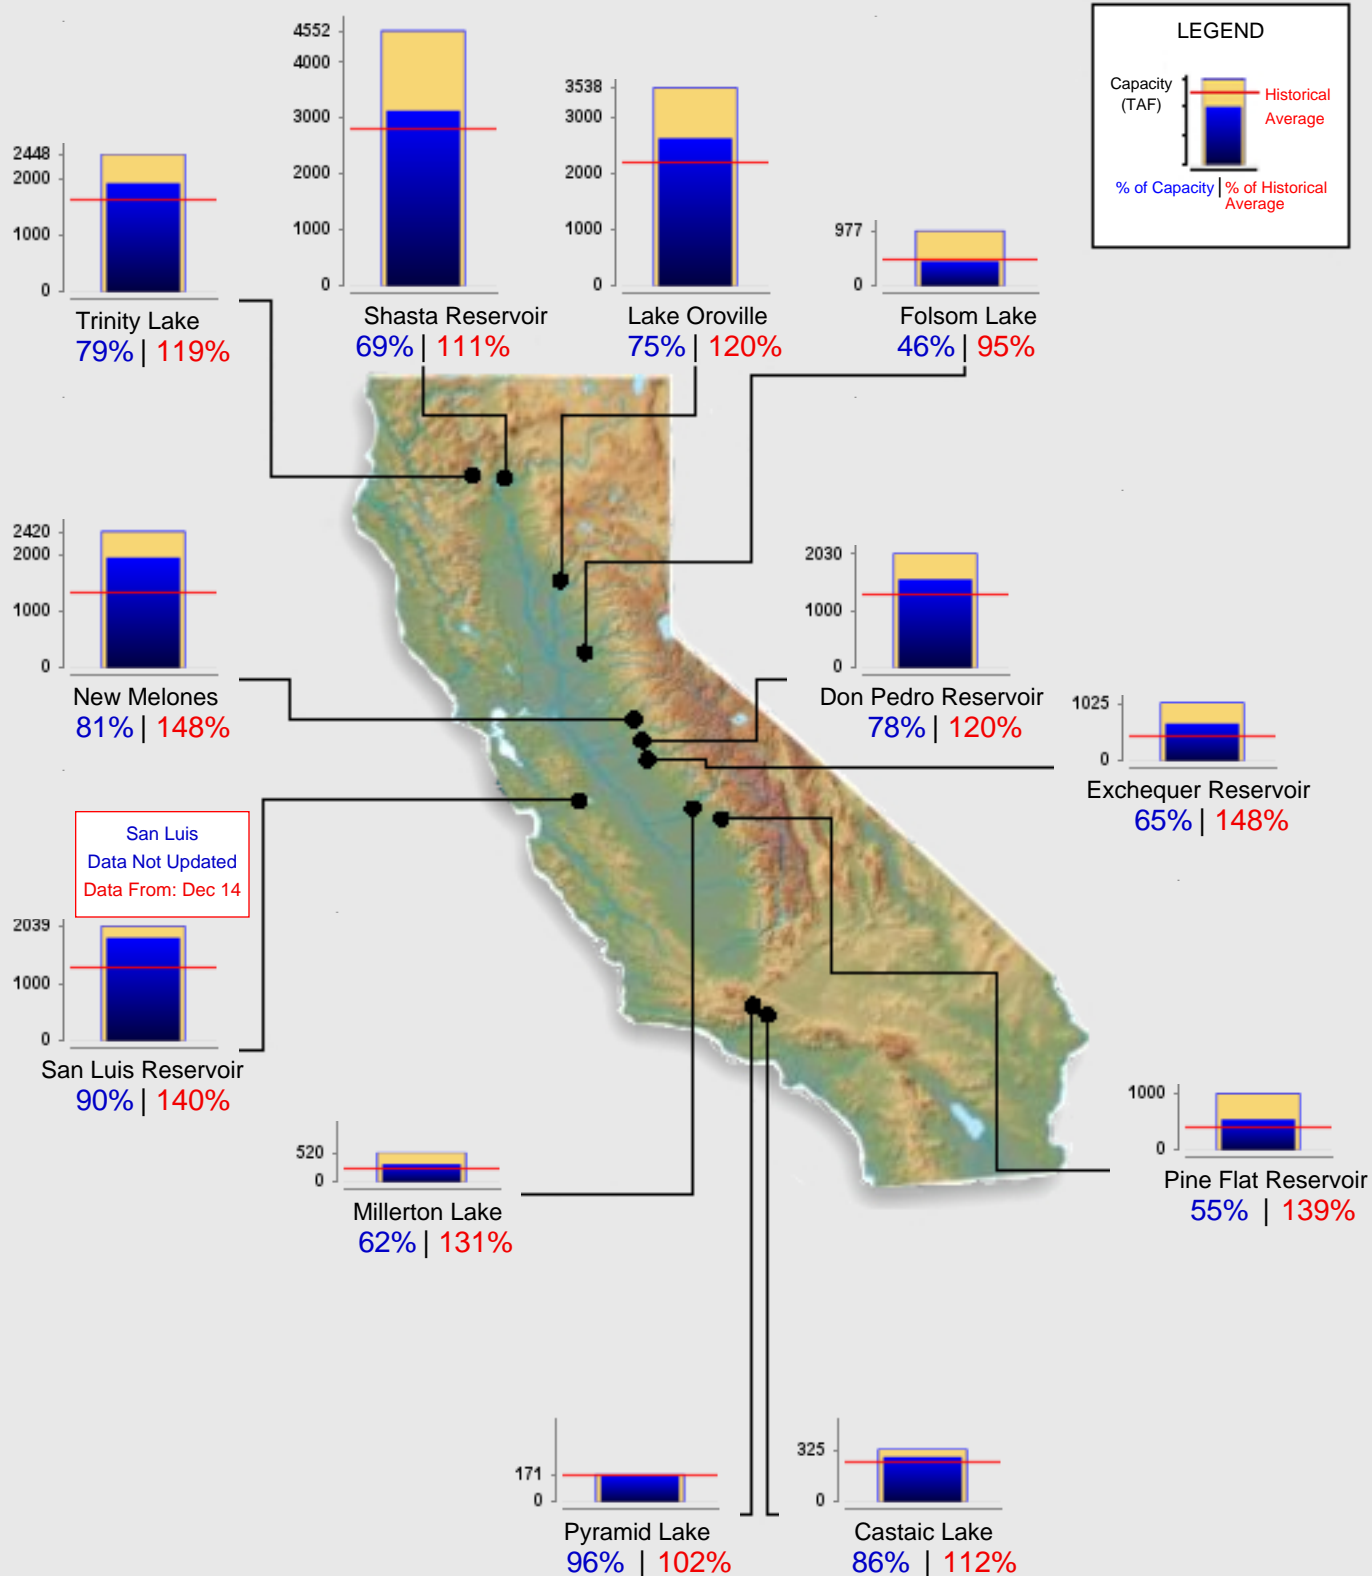 LEGEND
Capacity
(TAF)
Historical
Average
% of Capacity | % of Historical
Average
4552
4000
3000
2000
1000
0
Shasta Reservoir
69% | 111%
3538
3000
2000
1000
0
Lake Oroville
75% | 120%
2448
2000
1000
0
Trinity Lake
79% | 119%
977
0
Folsom Lake
46% | 95%
2420
2000
1000
0
New Melones
81% | 148%
2030
1000
0
Don Pedro Reservoir
78% | 120%
1025
0
Exchequer Reservoir
65% | 148%
San Luis
Data Not Updated
Data From: Dec 14
2039
1000
0
San Luis Reservoir
90% | 140%
520
0
Millerton Lake
62% | 131%
1000
0
Pine Flat Reservoir
55% | 139%
171
0
Pyramid Lake
96% | 102%
325
0
Castaic Lake
86% | 112%